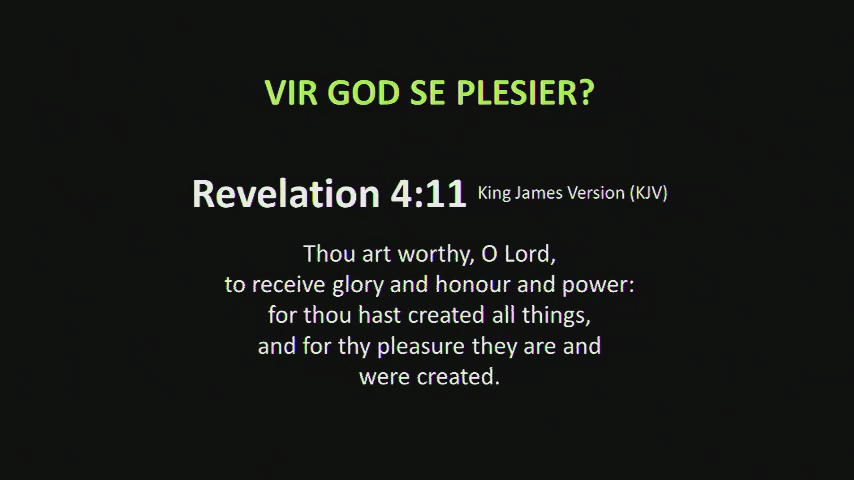 VIR GOD SE PLESIER?
Revelation 4:11 King James Version (KJV)
Thou art worthy, O Lord,
to receive glory and honour and power:
for thou hast created all things,
and for thy pleasure they are and
were created.